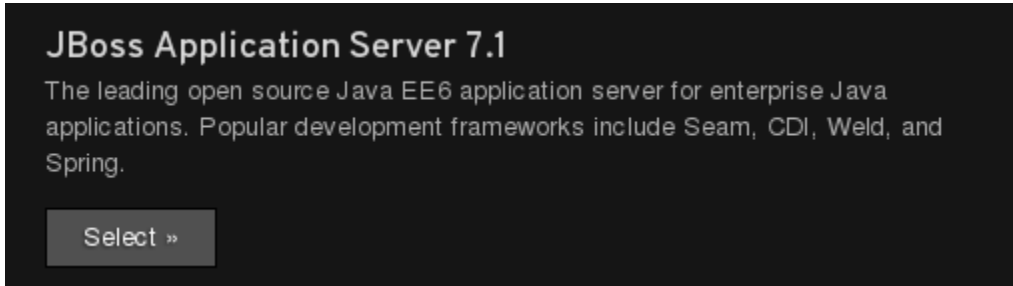 JBoss Application Server 7.1
The leading open source Java EE6 application server for enterprise Java
applications. Popular development frameworks include Seam, CDI, Weld, and
Spring.
Select »